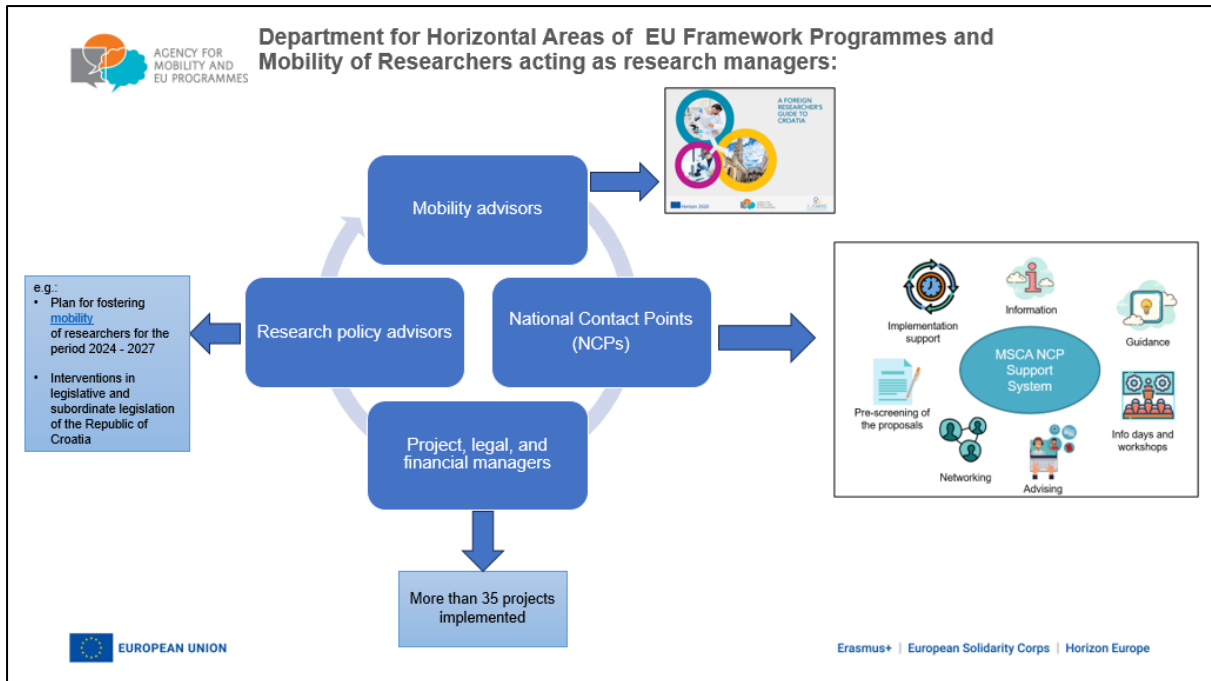 AGENCY FOR
MOBILITY AND
EU PROGRAMMES
Department for Horizontal Areas of EU Framework Programmes and
Mobility of Researchers acting as research managers:
A FOREIGN
RESEARCHER'S
GUIDE TO
CROATIA
Horizon 2020
Mobility advisors
e.g.:
• Plan for fostering
mobility
of researchers for the
period 2024 - 2027
• Interventions in
legislative and
subordinate legislation
of the Republic of
Croatia
Research policy advisors
National Contact Points
(NCPs)
Project, legal, and
financial managers
More than 35 projects
implemented
Implementation
support
Information
Guidance
MSCA NCP
Support
System
Pre-screening of
the proposals
Networking
Advising
Info days and
workshops
EUROPEAN UNION
Erasmus+ | European Solidarity Corps | Horizon Europe